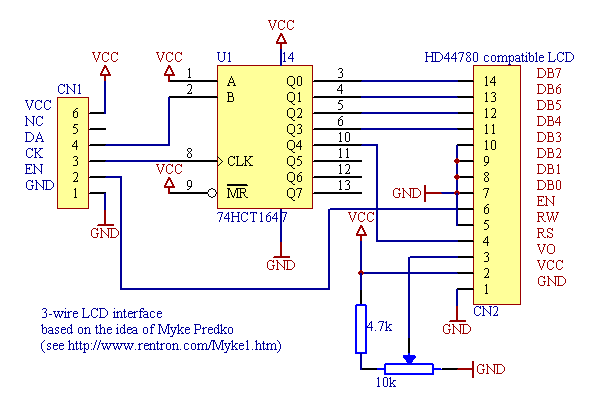 VCC
VCC VCC U1 14 HD44780 compatible LCD
CN1 1 A Q0 3 14 DB7
VCC 6 2 B Q1 4 13 DB6
NC 5 Q2 5 12 DB5
DA 4 Q3 6 11 DB4
CK 3 8 CLK Q4 10 10 DB3
EN 2 VCC Q5 11 9 DB2
GND 1 9 MR Q6 12 8 DB1
Q7 13 GND 7 DB0
GND 74HCT164 7 VCC 6 EN
5 RW
GND 4 RS
3 VO
2 VCC
1 GND
3-wire LCD interface CN2
based on the idea of Myke Predko 4.7k GND
(see http://www.rentron.com/Myke1.htm)
GND
10k